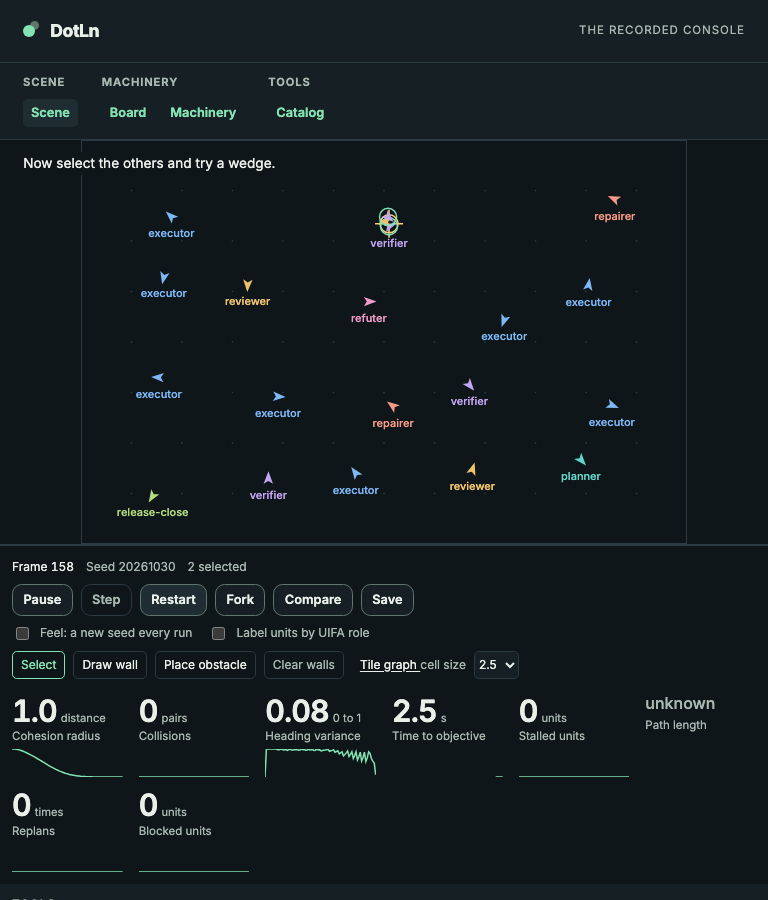 DotLn
THE RECORDED CONSOLE
SCENE MACHINERY TOOLS
Scene Board Machinery Catalog
Now select the others and try a wedge.
repairer
executor
verifier
executor
reviewer
executor
refuter
executor
executor
verifier
executor
repairer
executor
planner
reviewer
executor
verifier
release-close
Frame 158 Seed 20261030 2 selected
Pause Step Restart Fork Compare Save
Feel: a new seed every run Label units by UIFA role
Select Draw wall Place obstacle Clear walls Tile graph cell size 2.5
1.0 distance 0 pairs 0.08 0 to 1 2.5 s 0 units unknown
Cohesion radius Collisions Heading variance Time to objective Stalled units Path length
0 times 0 units
Replans Blocked units